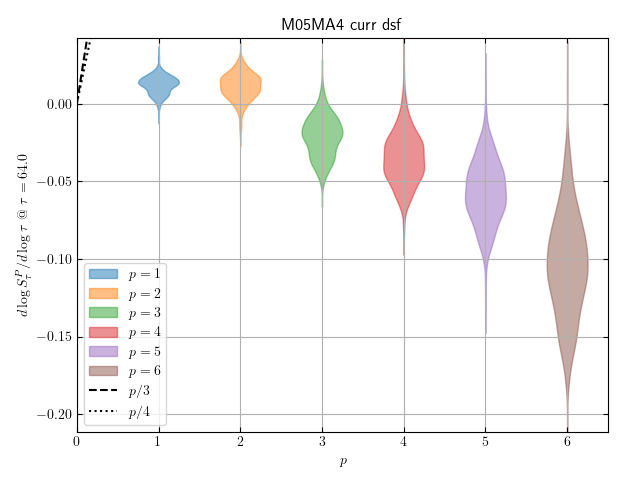 M05MA4 curr dsf
d log S_τ^P / d log τ @ τ = 64.0
0.00
−0.05
−0.10
−0.15
−0.20
p = 1
p = 2
p = 3
p = 4
p = 5
p = 6
p/3
p/4
0 1 2 3 4 5 6
p